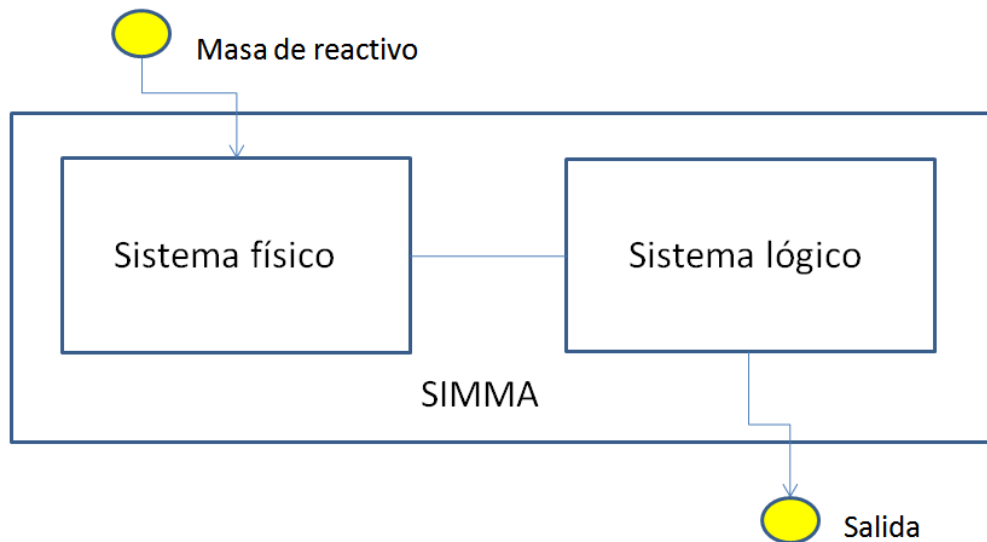 Masa de reactivo
Sistema físico
Sistema lógico
SIMMA
Salida